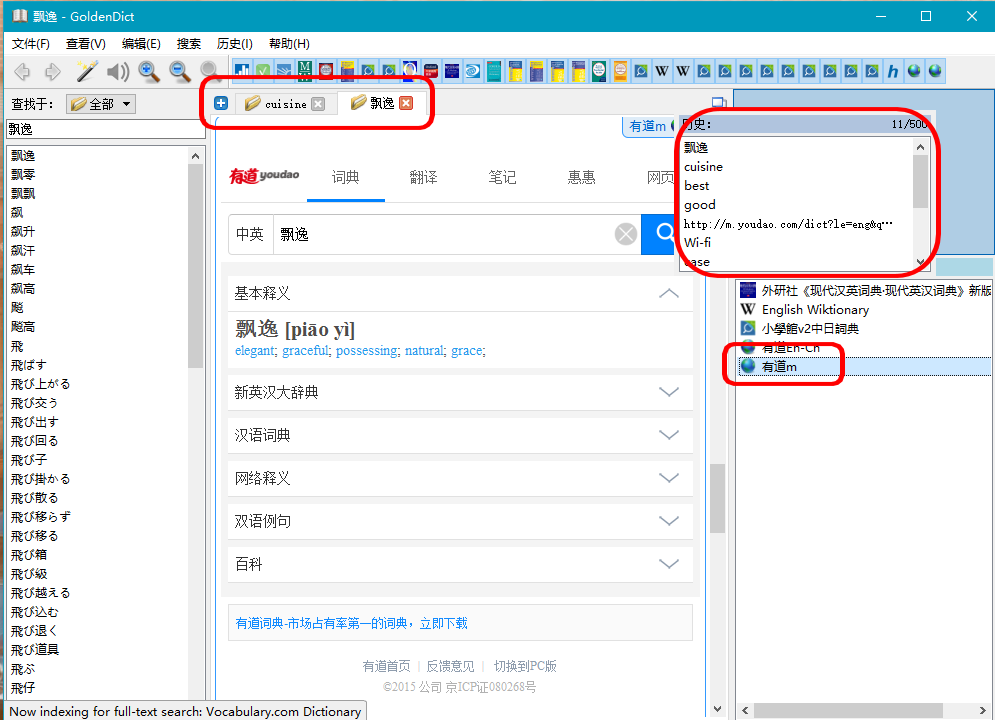 飘逸 - GoldenDict
文件(F) 查看(V) 编辑(E) 搜索 历史(I) 帮助(H)
查找于: 全部
飘逸
飘逸
飘零
飘飘
飙
飙升
飙汗
飙车
飙高
飚
飚高
飛
飛ばす
飛び上がる
飛び交う
飛び出す
飛び回る
飛び子
飛び掛かる
飛び散る
飛び移らず
飛び移る
飛び箱
飛び級
飛び越える
飛び込む
飛び退く
飛び道具
飛ぶ
飛仔
cuisine 飘逸
有道m
有道 youdao 词典 翻译 笔记 惠惠 网页
中英 飘逸
基本释义
飘逸 [piāo yì]
elegant; graceful; possessing; natural; grace;
新英汉大辞典
汉语词典
网络释义
双语例句
百科
有道词典-市场占有率第一的词典，立即下载
有道首页 | 反馈意见 | 切换到PC版
©2015 公司 京ICP证080268号
历史: 11/500
飘逸
cuisine
best
good
http://m.youdao.com/dict?le=eng&q…
Wi-fi
case
外研社《现代汉英词典·现代英汉词典》新版
English Wiktionary
小學館v2中日詞典
有道En-Ch
有道m
Now indexing for full-text search: Vocabulary.com Dictionary